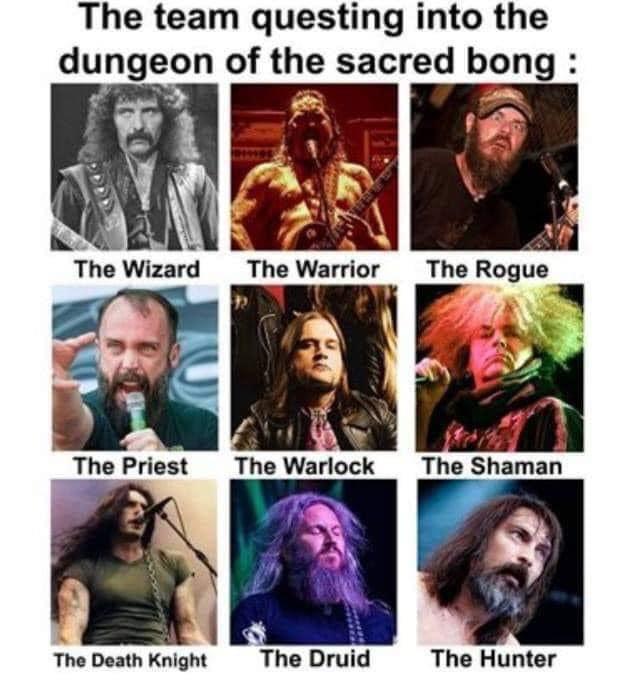 The team questing into the
dungeon of the sacred bong :
The Wizard
The Warrior
The Rogue
The Priest
The Warlock
The Shaman
The Death Knight
The Druid
The Hunter